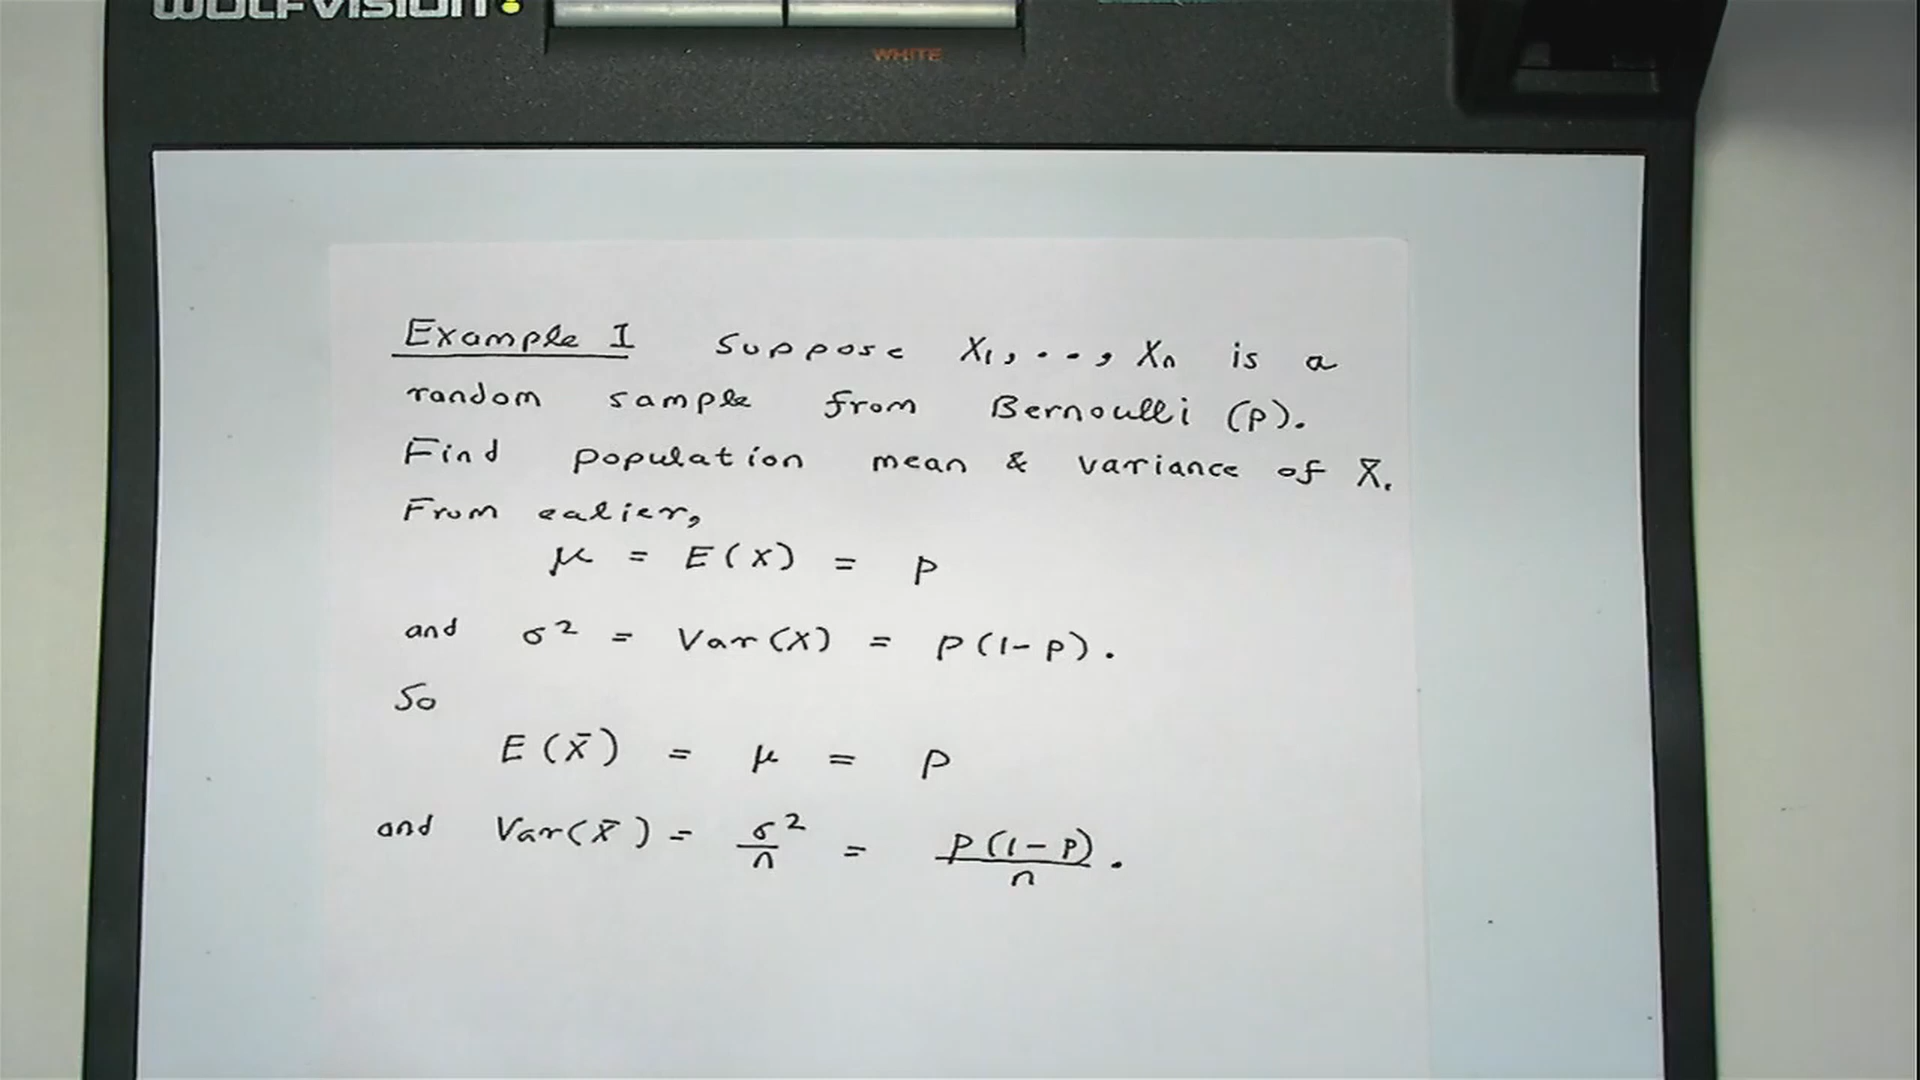 WOLFVISION
WHITE
Example 1 Suppose X₁, . . ., Xₙ is a
random sample from Bernoulli (p).
Find population mean & variance of X̄.
From ealier,
μ = E(X) = p
and σ² = Var(X) = p(1-p).
So
E(X̄) = μ = p
and Var(X̄) = σ²/n = p(1-p)/n.